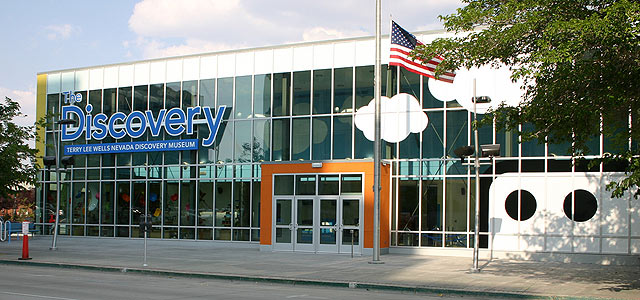 The
Discovery
TERRY LEE WELLS NEVADA DISCOVERY MUSEUM